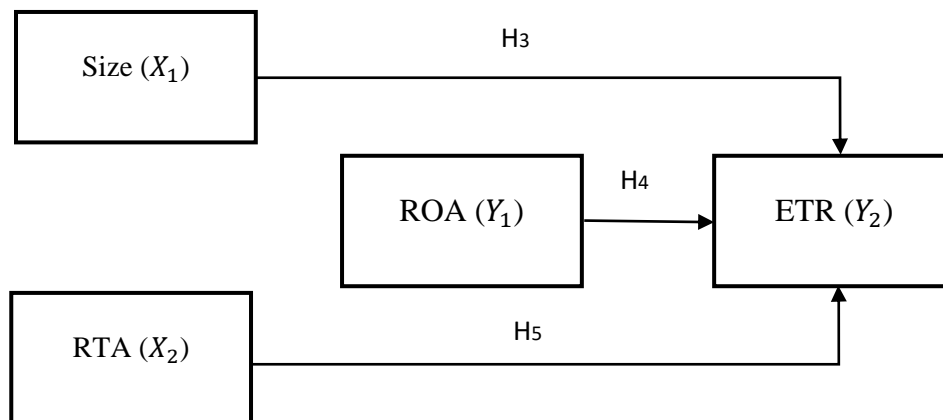 H3
Size (X₁)
H4
ROA (Y₁)
ETR (Y₂)
H5
RTA (X₂)